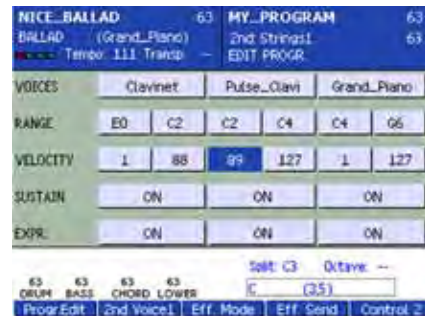 NICE_BALLAD 63 MY_PROGRAM 63
BALLAD (Grand_Piano) 2nd Strings1 63
Tempo 111 Transp -- EDIT PROGR.
VOICES Clavinet Pulse_Clavi Grand_Piano
RANGE E0 C2 C2 C4 C4 G6
VELOCITY 1 88 89 127 1 127
SUSTAIN ON ON ON
EXPR. ON ON ON
Split: C3 Octave: --
63 63 63 63
DRUM BASS CHORD LOWER C (35)
Progr.Edit 2nd Voice1 Eff. Mode Eff. Send Control 2